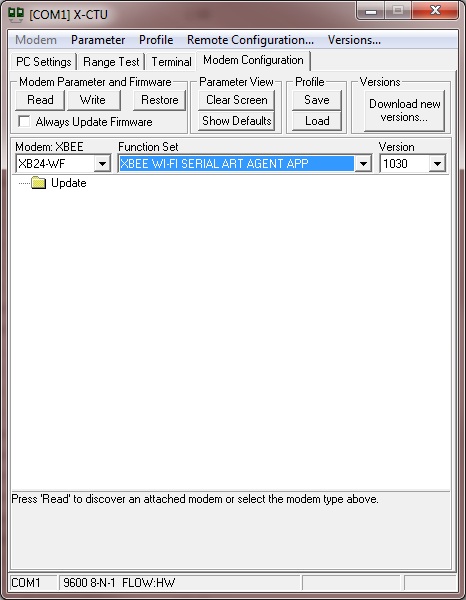 [COM1] X-CTU
Modem Parameter Profile Remote Configuration... Versions...
PC Settings Range Test Terminal Modem Configuration
Modem Parameter and Firmware Parameter View Profile Versions
Read Write Restore Clear Screen Save Download new versions...
Always Update Firmware Show Defaults Load
Modem: XBEE Function Set Version
XB24-WF XBEE WI-FI SERIAL ART AGENT APP 1030
Update
Press 'Read' to discover an attached modem or select the modem type above.
COM1 9600 8-N-1 FLOW:HW